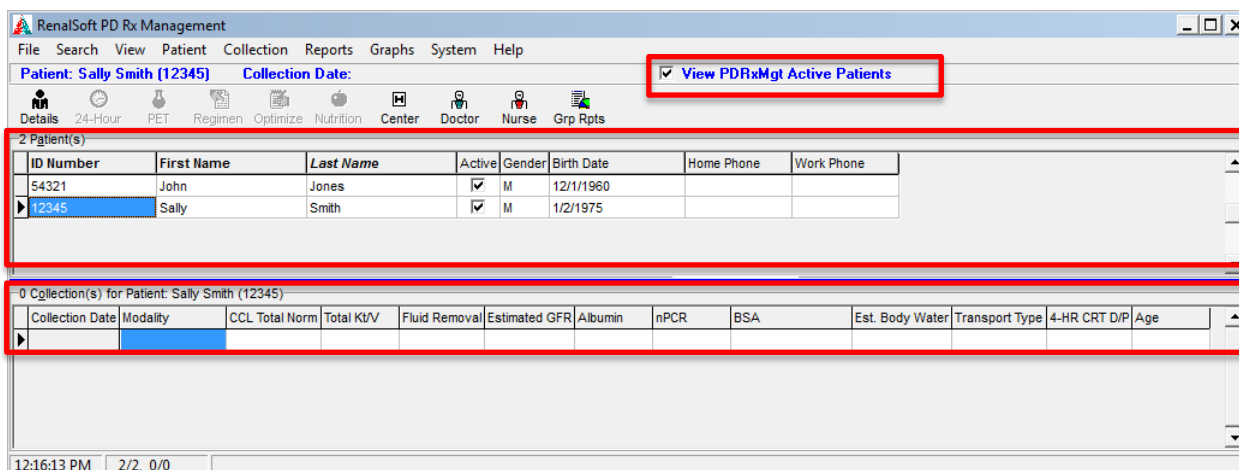 RenalSoft PD Rx Management
File Search View Patient Collection Reports Graphs System Help
Patient: Sally Smith (12345) Collection Date: View PDRxMgt Active Patients
Details 24-Hour PET Regimen Optimize Nutrition Center Doctor Nurse Grp Rpts
2 Patient(s)
ID Number First Name Last Name Active Gender Birth Date Home Phone Work Phone
54321 John Jones M 12/1/1960
12345 Sally Smith M 1/2/1975
0 Collection(s) for Patient: Sally Smith (12345)
Collection Date Modality CCL Total Norm Total Kt/V Fluid Removal Estimated GFR Albumin nPCR BSA Est. Body Water Transport Type 4-HR CRT D/P Age
12:16:13 PM 2/2, 0/0